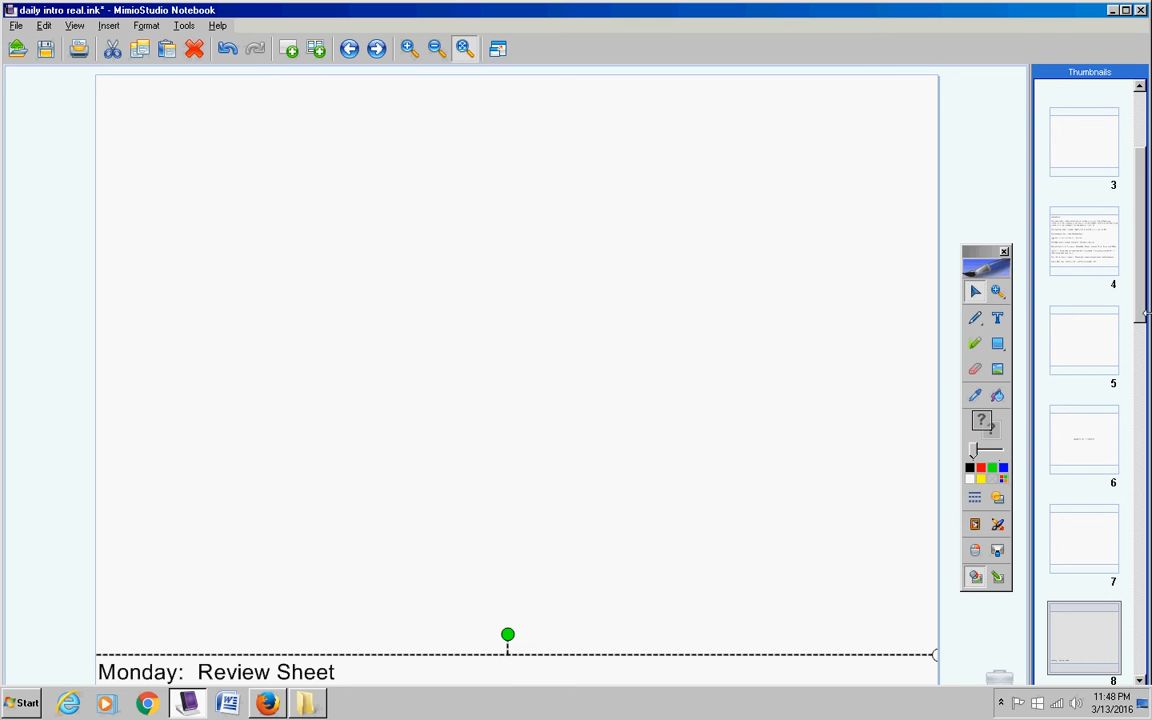 daily intro real.ink* - MimioStudio Notebook
File Edit View Insert Format Tools Help
Thumbnails
3
4
5
6
7
8
Monday: Review Sheet
Start
11:48 PM
3/13/2016